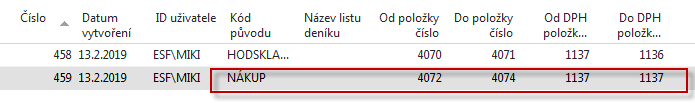 Číslo Datum vytvoření ID uživatele Kód původu Název listu deníku Od položky číslo Do položky číslo Od DPH položk... Do DPH položk...
458 13.2.2019 ESF\MIKI HODSKLA... 4070 4071 1137 1136
459 13.2.2019 ESF\MIKI NÁKUP 4072 4074 1137 1137